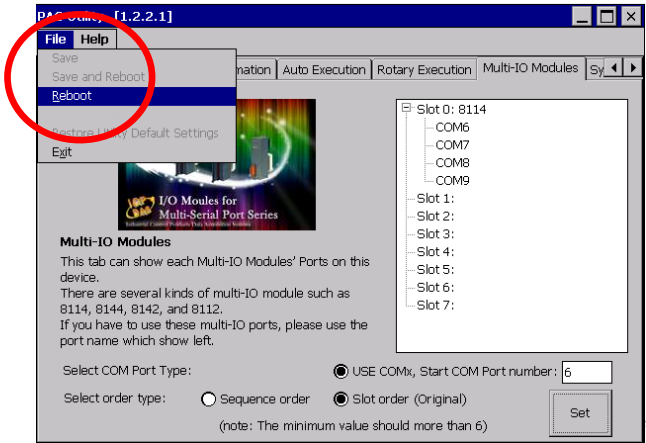 PAC Utility [1.2.2.1]
File Help
Save
Save and Reboot
Reboot
Restore Utility Default Settings
Exit
mation
Auto Execution
Rotary Execution
Multi-IO Modules
Sy
I/O Moules for
Multi-Serial Port Series
Multi-IO Modules
This tab can show each Multi-IO Modules' Ports on this
device.
There are several kinds of multi-IO module such as
8114, 8144, 8142, and 8112.
If you have to use these multi-IO ports, please use the
port name which show left.
Slot 0: 8114
COM6
COM7
COM8
COM9
Slot 1:
Slot 2:
Slot 3:
Slot 4:
Slot 5:
Slot 6:
Slot 7:
Select COM Port Type:
USE COMx, Start COM Port number: 6
Select order type:
Sequence order
Slot order (Original)
(note: The minimum value should more than 6)
Set